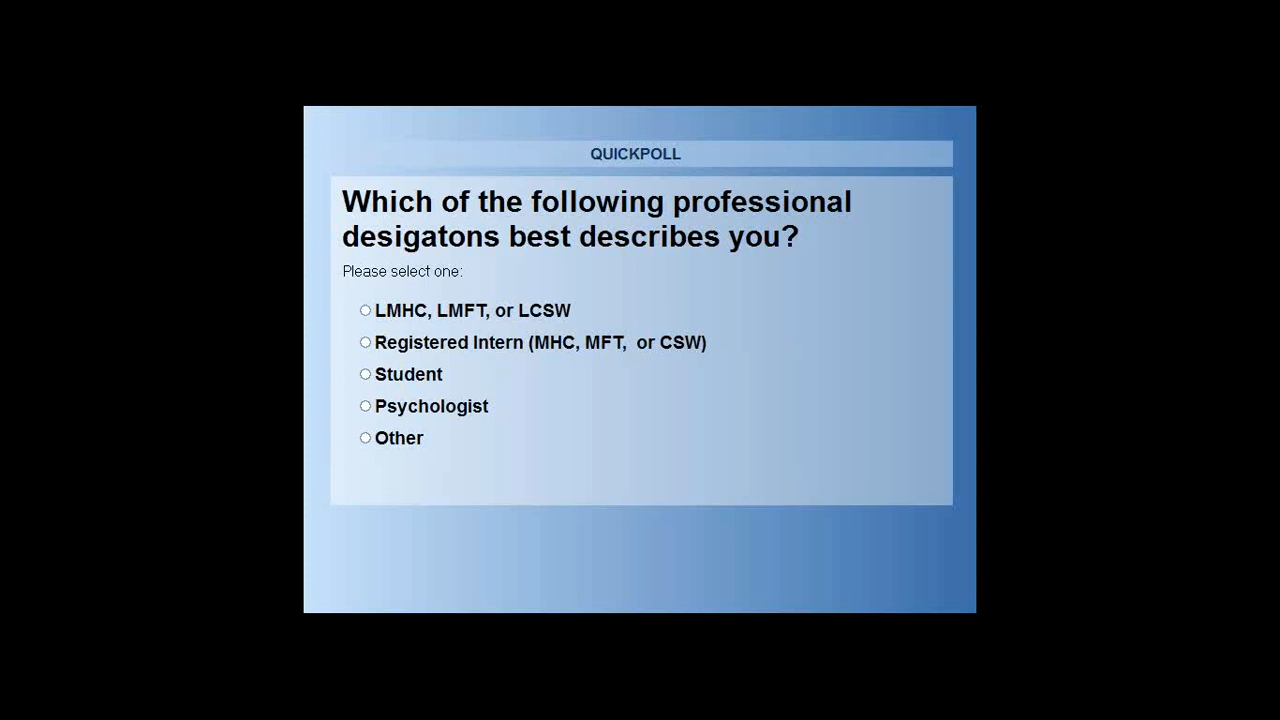 QUICKPOLL
Which of the following professional
desigatons best describes you?
Please select one:
LMHC, LMFT, or LCSW
Registered Intern (MHC, MFT,  or CSW)
Student
Psychologist
Other